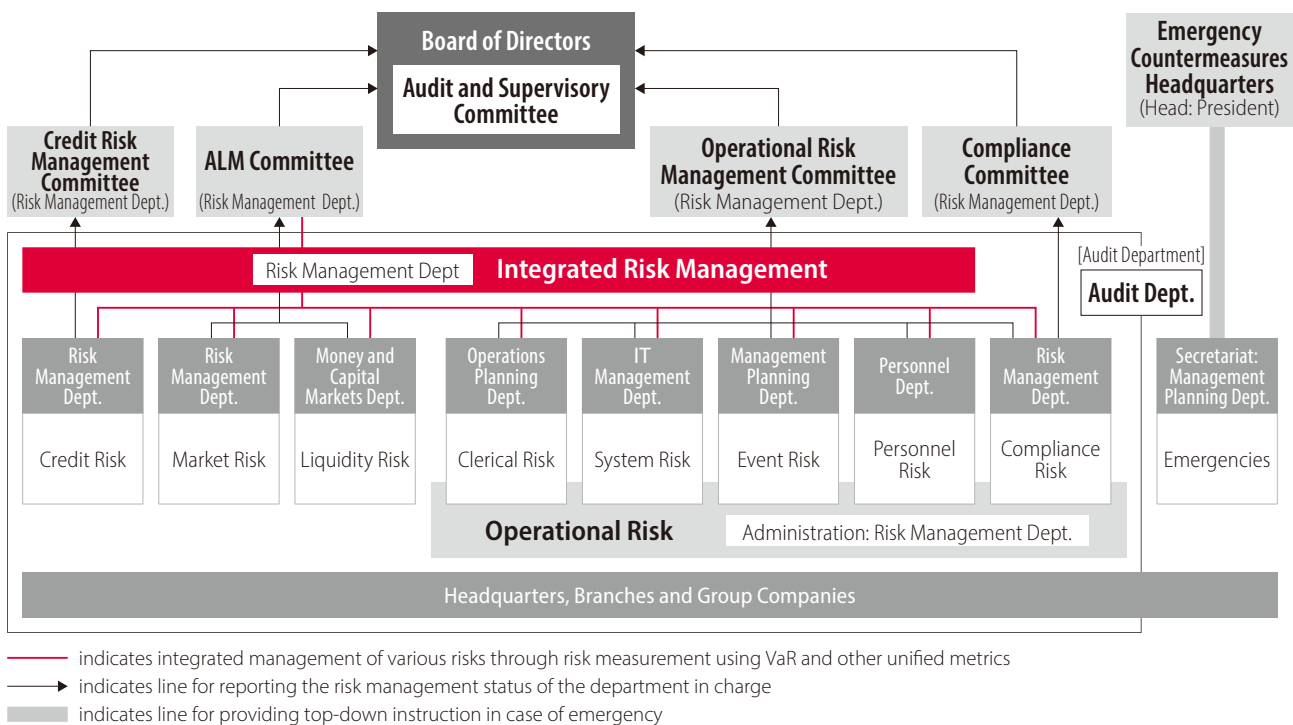 Board of Directors
Audit and Supervisory
Committee
Emergency
Countermeasures
Headquarters
(Head: President)
Credit Risk
Management
Committee
(Risk Management Dept.)
ALM Committee
(Risk Management Dept.)
Operational Risk
Management Committee
(Risk Management Dept.)
Compliance
Committee
(Risk Management Dept.)
Risk Management Dept
Integrated Risk Management
[Audit Department]
Audit Dept.
Risk
Management
Dept.
Risk
Management
Dept.
Money and
Capital
Markets Dept.
Operations
Planning
Dept.
IT
Management
Dept.
Management
Planning
Dept.
Personnel
Dept.
Risk
Management
Dept.
Secretariat:
Management
Planning Dept.
Credit Risk
Market Risk
Liquidity Risk
Clerical Risk
System Risk
Event Risk
Personnel
Risk
Compliance
Risk
Emergencies
Operational Risk
Administration: Risk Management Dept.
Headquarters, Branches and Group Companies
indicates integrated management of various risks through risk measurement using VaR and other unified metrics
indicates line for reporting the risk management status of the department in charge
indicates line for providing top-down instruction in case of emergency